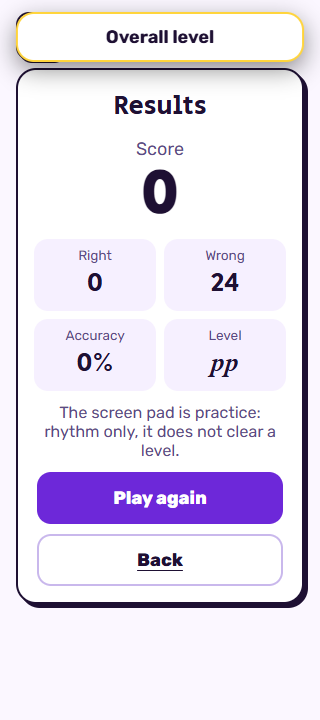 Overall level
Results
Score
0
Right
0
Wrong
24
Accuracy
0%
Level
pp
The screen pad is practice:
rhythm only, it does not clear a
level.
Play again
Back